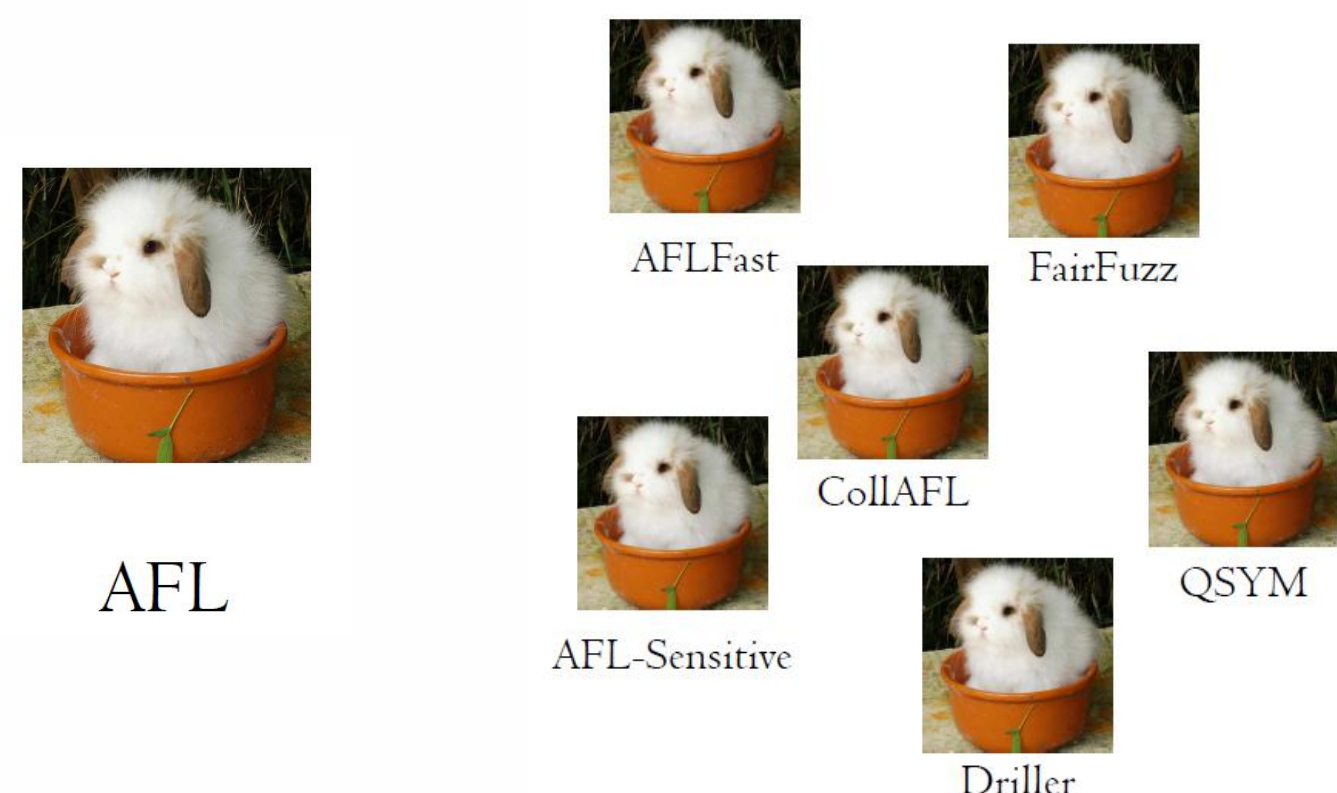 AFL
AFLFast
FairFuzz
CollAFL
QSYM
AFL-Sensitive
Driller